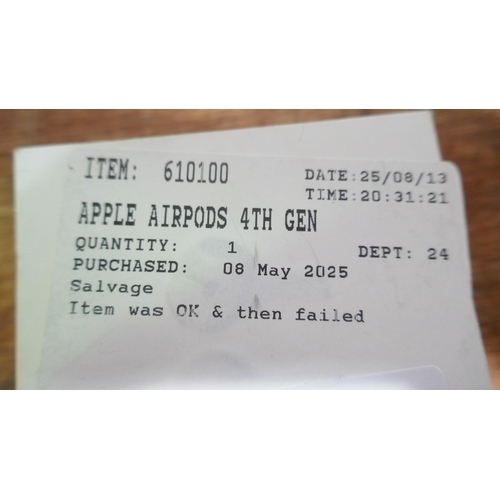 ITEM: 610100
DATE:25/08/13
TIME:20:31:21
APPLE AIRPODS 4TH GEN
QUANTITY: 1
DEPT: 24
PURCHASED: 08 May 2025
Salvage
Item was OK & then failed